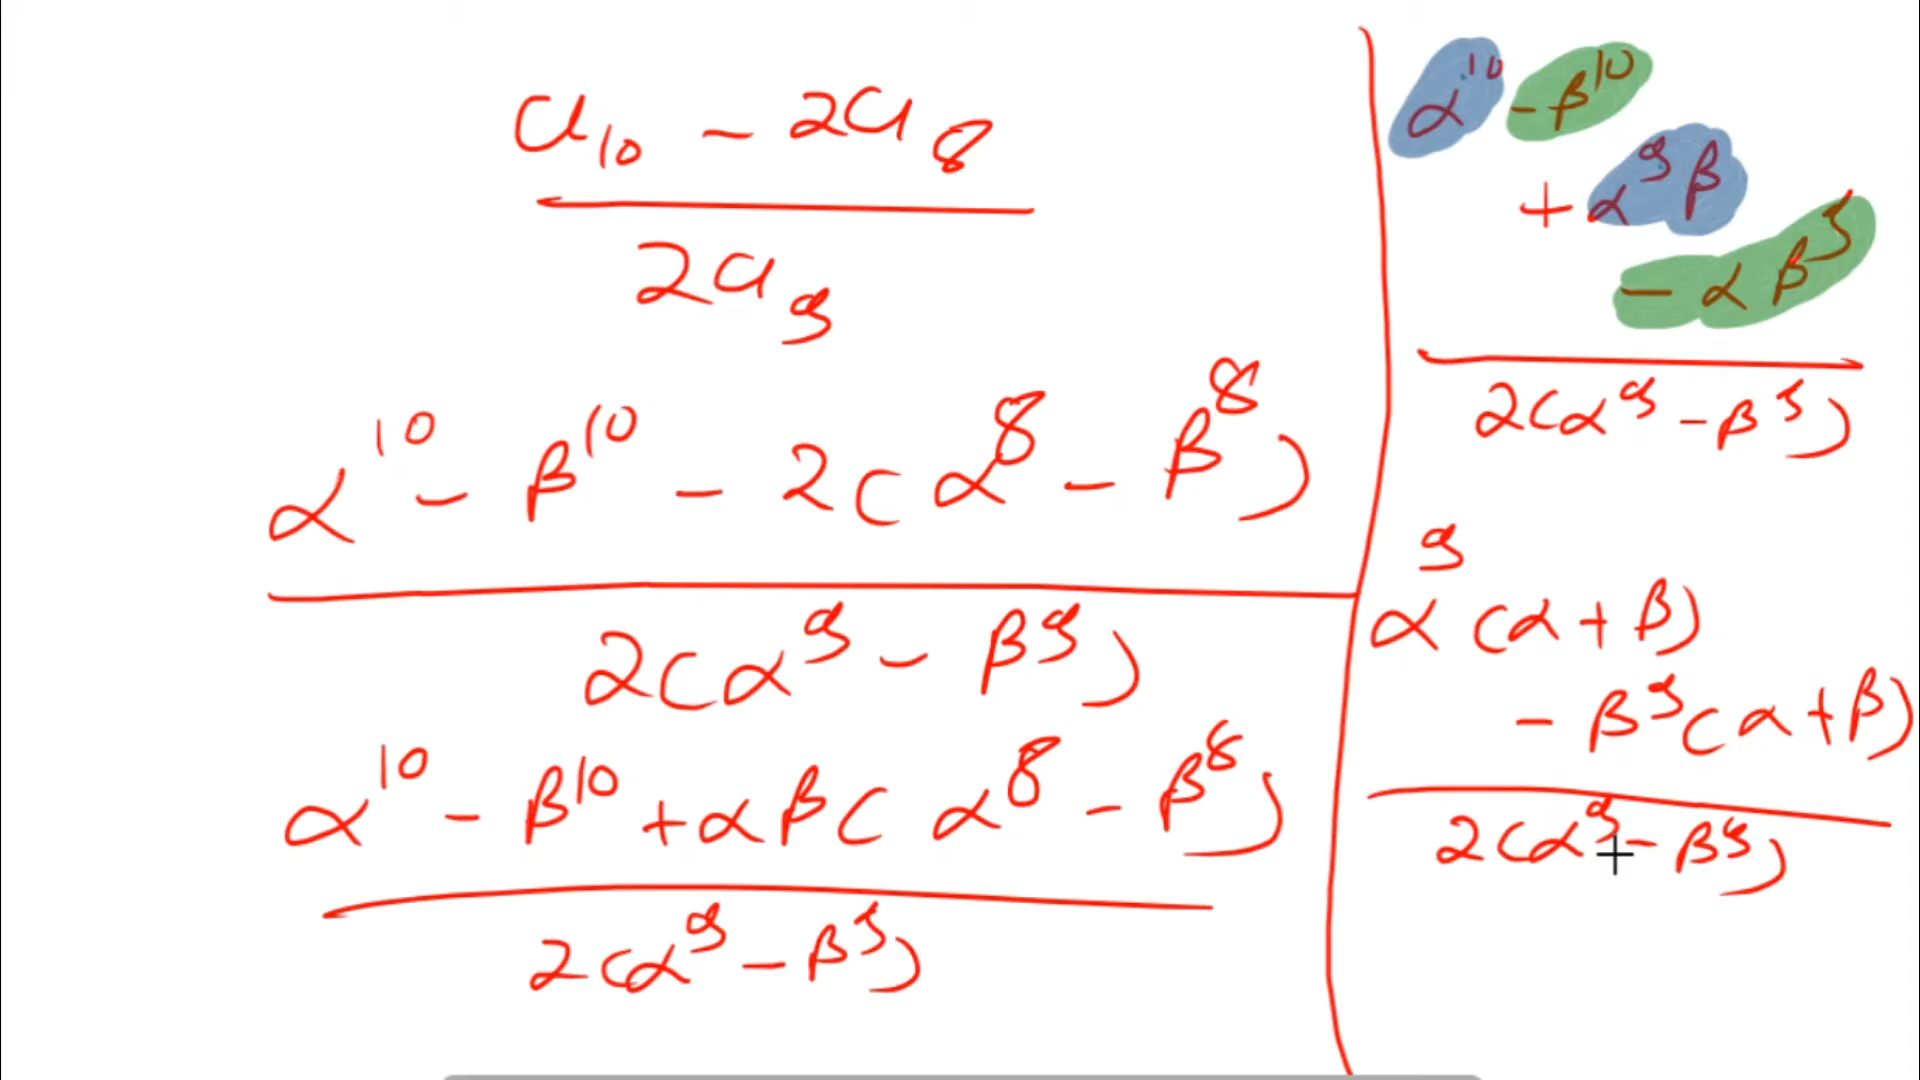 a₁₀ - 2a₈
2a₉
α¹⁰ - β¹⁰ - 2(α⁸ - β⁸)
2(α⁹ - β⁹)
α¹⁰ - β¹⁰ + αβ(α⁸ - β⁸)
2(α⁹ - β⁹)
α¹⁰ - β¹⁰
+ α⁹β
- αβ⁹
2(α⁹ - β⁹)
α⁹(α + β)
- β⁹(α + β)
2(α⁹ - β⁹)